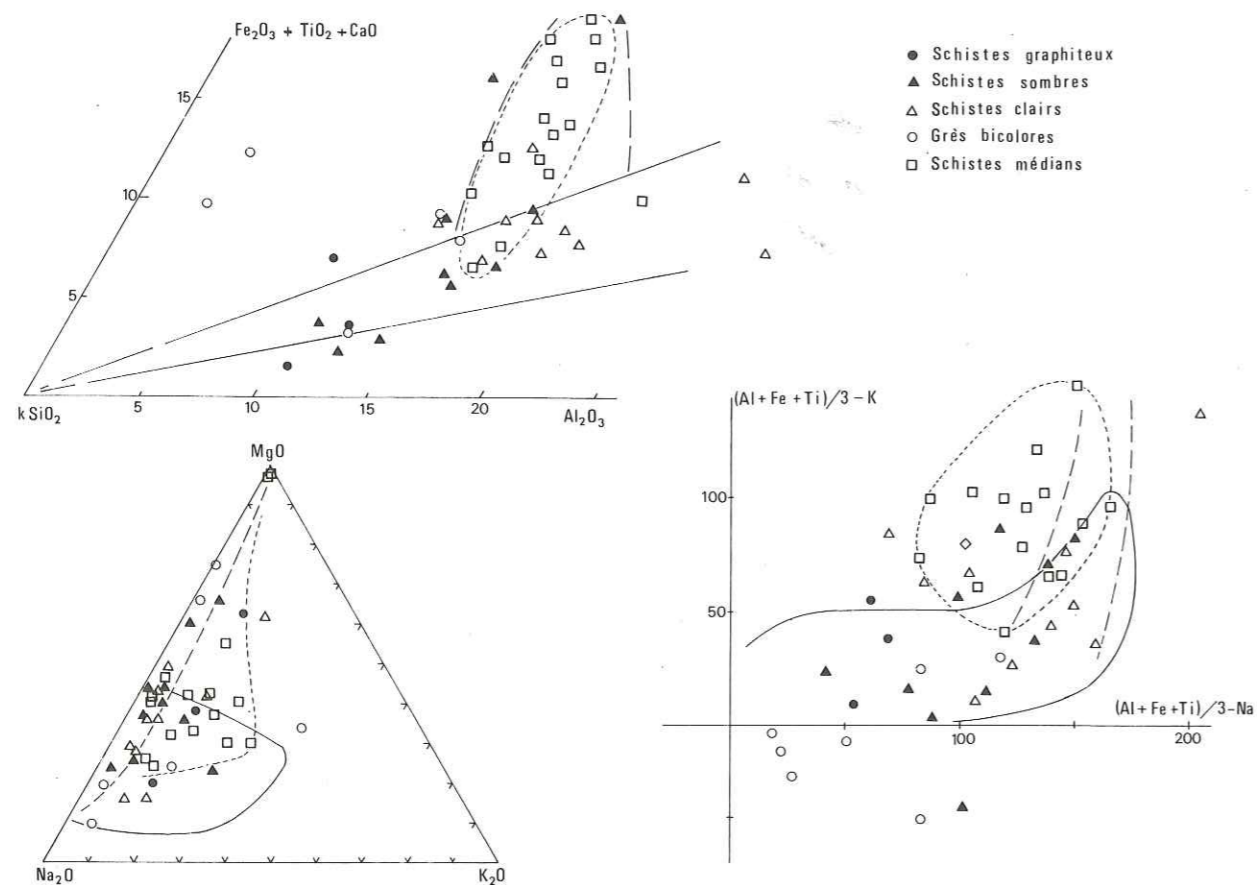 Fe₂O₃ + TiO₂ + CaO
15
10
5
k SiO₂
5
10
15
20
Al₂O₃
Schistes graphiteux
Schistes sombres
Schistes clairs
Grès bicolores
Schistes médians
MgO
Na₂O
K₂O
(Al + Fe + Ti)/3 - K
100
50
(Al + Fe + Ti)/3 - Na
100
200